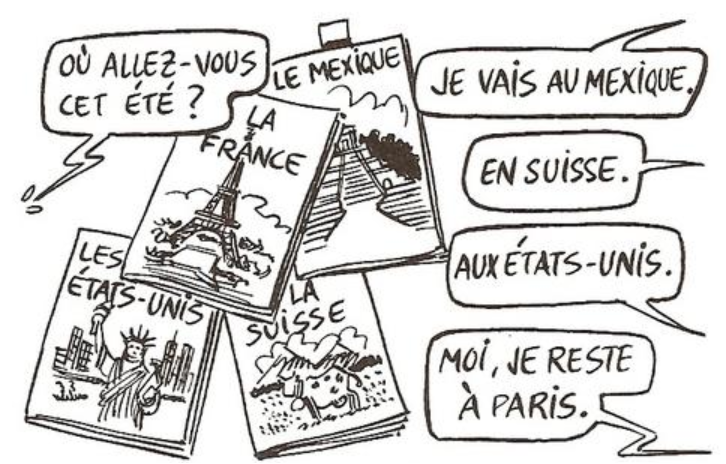 OÙ ALLEZ-VOUS
CET ÉTÉ ?
LE MEXIQUE
LA
FRANCE
LES
ÉTATS-UNIS
LA
SUISSE
JE VAIS AU MEXIQUE.
EN SUISSE.
AUX ÉTATS-UNIS.
MOI, JE RESTE
À PARIS.